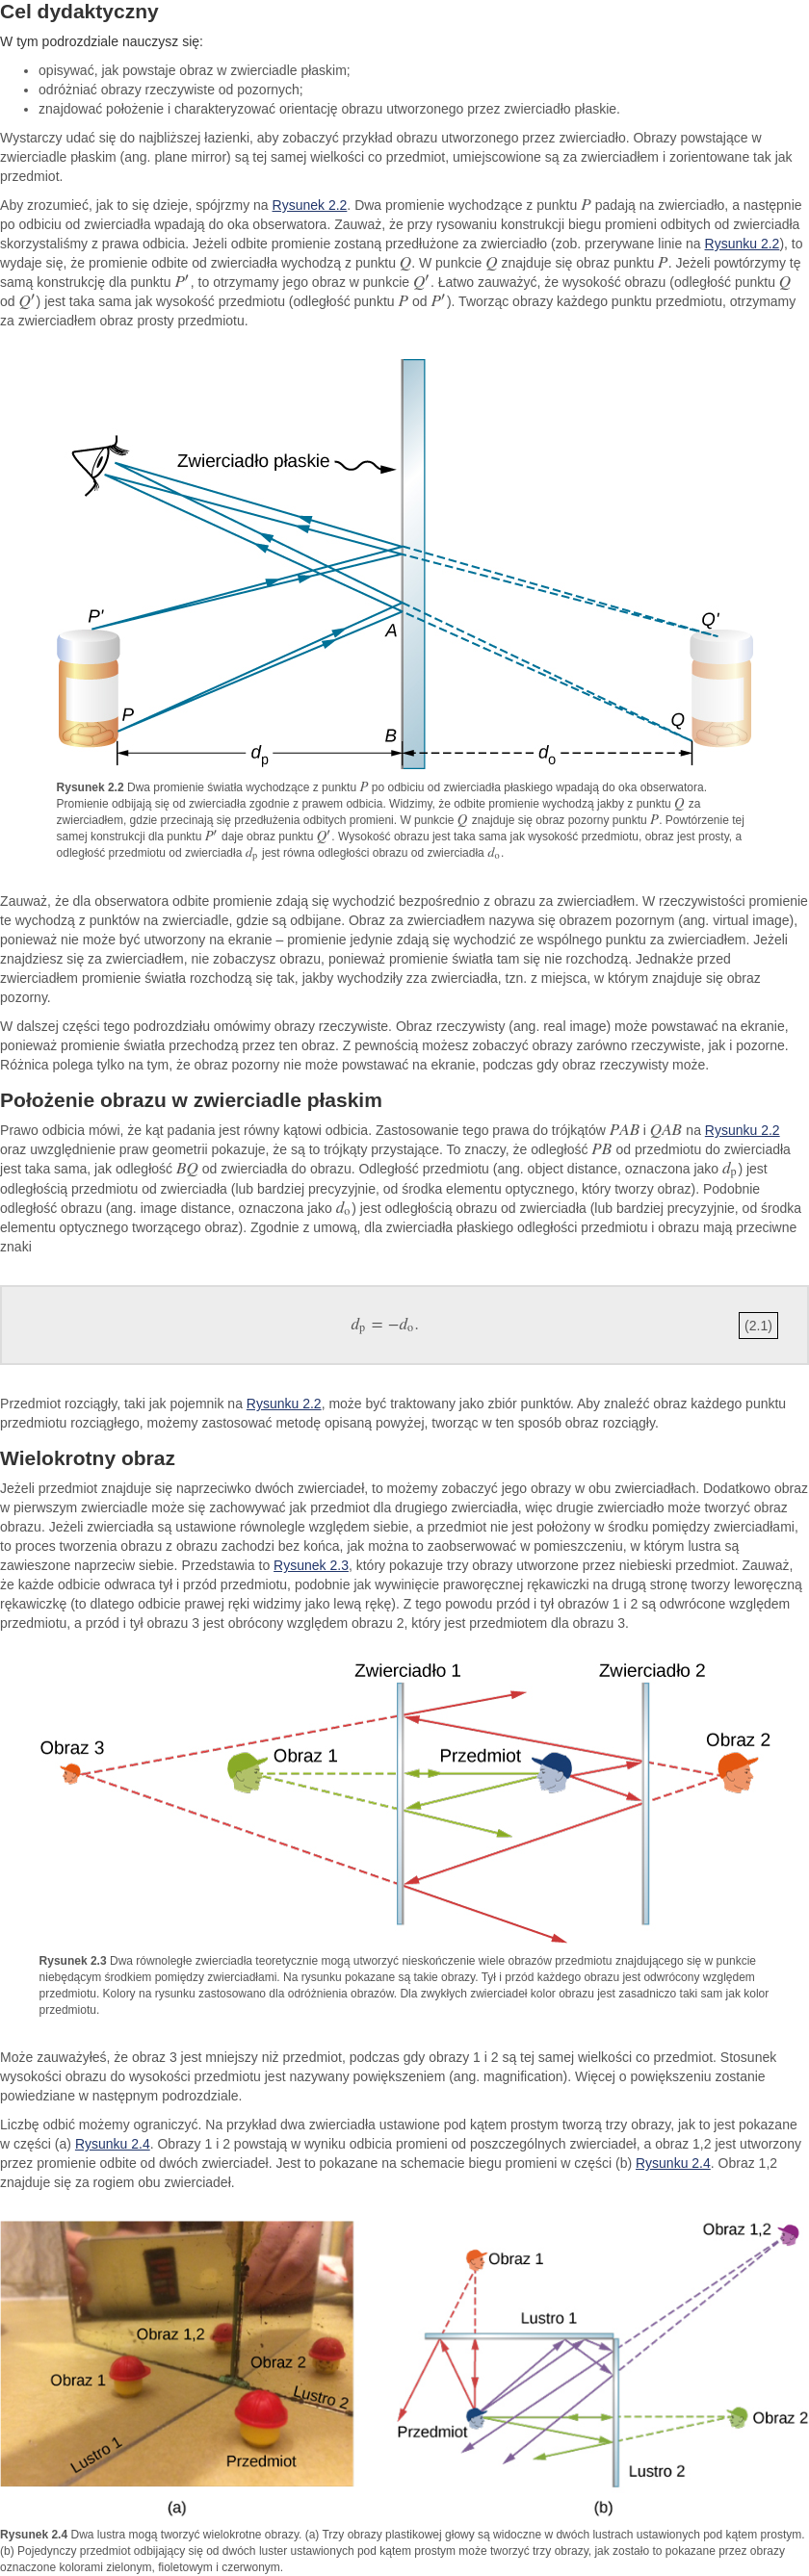 Cel dydaktyczny
W tym podrozdziale nauczysz się:
• opisywać, jak powstaje obraz w zwierciadle płaskim;
• odróżniać obrazy rzeczywiste od pozornych;
• znajdować położenie i charakteryzować orientację obrazu utworzonego przez zwierciadło płaskie.
Wystarczy udać się do najbliższej łazienki, aby zobaczyć przykład obrazu utworzonego przez zwierciadło. Obrazy powstające w
zwierciadle płaskim (ang. plane mirror) są tej samej wielkości co przedmiot, umiejscowione są za zwierciadłem i zorientowane tak jak
przedmiot.
Aby zrozumieć, jak to się dzieje, spójrzmy na Rysunek 2.2. Dwa promienie wychodzące z punktu P padają na zwierciadło, a następnie
po odbiciu od zwierciadła wpadają do oka obserwatora. Zauważ, że przy rysowaniu konstrukcji biegu promieni odbitych od zwierciadła
skorzystaliśmy z prawa odbicia. Jeżeli odbite promienie zostaną przedłużone za zwierciadło (zob. przerywane linie na Rysunku 2.2), to
wydaje się, że promienie odbite od zwierciadła wychodzą z punktu Q. W punkcie Q znajduje się obraz punktu P. Jeżeli powtórzymy tę
samą konstrukcję dla punktu P′, to otrzymamy jego obraz w punkcie Q′. Łatwo zauważyć, że wysokość obrazu (odległość punktu Q
od Q′) jest taka sama jak wysokość przedmiotu (odległość punktu P od P′). Tworząc obrazy każdego punktu przedmiotu, otrzymamy
za zwierciadłem obraz prosty przedmiotu.
Zwierciadło płaskie
P'
Q'
A
P
Q
B
dp
do
Rysunek 2.2 Dwa promienie światła wychodzące z punktu P po odbiciu od zwierciadła płaskiego wpadają do oka obserwatora.
Promienie odbijają się od zwierciadła zgodnie z prawem odbicia. Widzimy, że odbite promienie wychodzą jakby z punktu Q za
zwierciadłem, gdzie przecinają się przedłużenia odbitych promieni. W punkcie Q znajduje się obraz pozorny punktu P. Powtórzenie tej
samej konstrukcji dla punktu P′ daje obraz punktu Q′. Wysokość obrazu jest taka sama jak wysokość przedmiotu, obraz jest prosty, a
odległość przedmiotu od zwierciadła dp jest równa odległości obrazu od zwierciadła do.
Zauważ, że dla obserwatora odbite promienie zdają się wychodzić bezpośrednio z obrazu za zwierciadłem. W rzeczywistości promienie
te wychodzą z punktów na zwierciadle, gdzie są odbijane. Obraz za zwierciadłem nazywa się obrazem pozornym (ang. virtual image),
ponieważ nie może być utworzony na ekranie – promienie jedynie zdają się wychodzić ze wspólnego punktu za zwierciadłem. Jeżeli
znajdziesz się za zwierciadłem, nie zobaczysz obrazu, ponieważ promienie światła tam się nie rozchodzą. Jednakże przed
zwierciadłem promienie światła rozchodzą się tak, jakby wychodziły zza zwierciadła, tzn. z miejsca, w którym znajduje się obraz
pozorny.
W dalszej części tego podrozdziału omówimy obrazy rzeczywiste. Obraz rzeczywisty (ang. real image) może powstawać na ekranie,
ponieważ promienie światła przechodzą przez ten obraz. Z pewnością możesz zobaczyć obrazy zarówno rzeczywiste, jak i pozorne.
Różnica polega tylko na tym, że obraz pozorny nie może powstawać na ekranie, podczas gdy obraz rzeczywisty może.
Położenie obrazu w zwierciadle płaskim
Prawo odbicia mówi, że kąt padania jest równy kątowi odbicia. Zastosowanie tego prawa do trójkątów PAB i QAB na Rysunku 2.2
oraz uwzględnienie praw geometrii pokazuje, że są to trójkąty przystające. To znaczy, że odległość PB od przedmiotu do zwierciadła
jest taka sama, jak odległość BQ od zwierciadła do obrazu. Odległość przedmiotu (ang. object distance, oznaczona jako dp) jest
odległością przedmiotu od zwierciadła (lub bardziej precyzyjnie, od środka elementu optycznego, który tworzy obraz). Podobnie
odległość obrazu (ang. image distance, oznaczona jako do) jest odległością obrazu od zwierciadła (lub bardziej precyzyjnie, od środka
elementu optycznego tworzącego obraz). Zgodnie z umową, dla zwierciadła płaskiego odległości przedmiotu i obrazu mają przeciwne
znaki
dp = −do. (2.1)
Przedmiot rozciągły, taki jak pojemnik na Rysunku 2.2, może być traktowany jako zbiór punktów. Aby znaleźć obraz każdego punktu
przedmiotu rozciągłego, możemy zastosować metodę opisaną powyżej, tworząc w ten sposób obraz rozciągły.
Wielokrotny obraz
Jeżeli przedmiot znajduje się naprzeciwko dwóch zwierciadeł, to możemy zobaczyć jego obrazy w obu zwierciadłach. Dodatkowo obraz
w pierwszym zwierciadle może się zachowywać jak przedmiot dla drugiego zwierciadła, więc drugie zwierciadło może tworzyć obraz
obrazu. Jeżeli zwierciadła są ustawione równolegle względem siebie, a przedmiot nie jest położony w środku pomiędzy zwierciadłami,
to proces tworzenia obrazu z obrazu zachodzi bez końca, jak można to zaobserwować w pomieszczeniu, w którym lustra są
zawieszone naprzeciw siebie. Przedstawia to Rysunek 2.3, który pokazuje trzy obrazy utworzone przez niebieski przedmiot. Zauważ,
że każde odbicie odwraca tył i przód przedmiotu, podobnie jak wywinięcie praworęcznej rękawiczki na drugą stronę tworzy leworęczną
rękawiczkę (to dlatego odbicie prawej ręki widzimy jako lewą rękę). Z tego powodu przód i tył obrazów 1 i 2 są odwrócone względem
przedmiotu, a przód i tył obrazu 3 jest obrócony względem obrazu 2, który jest przedmiotem dla obrazu 3.
Zwierciadło 1
Zwierciadło 2
Obraz 3
Obraz 1
Przedmiot
Obraz 2
Rysunek 2.3 Dwa równoległe zwierciadła teoretycznie mogą utworzyć nieskończenie wiele obrazów przedmiotu znajdującego się w punkcie
niebędącym środkiem pomiędzy zwierciadłami. Na rysunku pokazane są takie obrazy. Tył i przód każdego obrazu jest odwrócony względem
przedmiotu. Kolory na rysunku zastosowano dla odróżnienia obrazów. Dla zwykłych zwierciadeł kolor obrazu jest zasadniczo taki sam jak kolor
przedmiotu.
Może zauważyłeś, że obraz 3 jest mniejszy niż przedmiot, podczas gdy obrazy 1 i 2 są tej samej wielkości co przedmiot. Stosunek
wysokości obrazu do wysokości przedmiotu jest nazywany powiększeniem (ang. magnification). Więcej o powiększeniu zostanie
powiedziane w następnym podrozdziale.
Liczbę odbić możemy ograniczyć. Na przykład dwa zwierciadła ustawione pod kątem prostym tworzą trzy obrazy, jak to jest pokazane
w części (a) Rysunek 2.4. Obrazy 1 i 2 powstają w wyniku odbicia promieni od poszczególnych zwierciadeł, a obraz 1,2 jest utworzony
przez promienie odbite od dwóch zwierciadeł. Jest to pokazane na schemacie biegu promieni w części (b) Rysunku 2.4. Obraz 1,2
znajduje się za rogiem obu zwierciadeł.
Obraz 1,2
Obraz 1
Obraz 2
Lustro 2
Lustro 1
Przedmiot
(a)
Obraz 1,2
Obraz 1
Lustro 1
Przedmiot
Obraz 2
Lustro 2
(b)
Rysunek 2.4 Dwa lustra mogą tworzyć wielokrotne obrazy. (a) Trzy obrazy plastikowej głowy są widoczne w dwóch lustrach ustawionych pod kątem prostym.
(b) Pojedynczy przedmiot odbijający się od dwóch luster ustawionych pod kątem prostym może tworzyć trzy obrazy, jak zostało to pokazane przez obrazy
oznaczone kolorami zielonym, fioletowym i czerwonym.